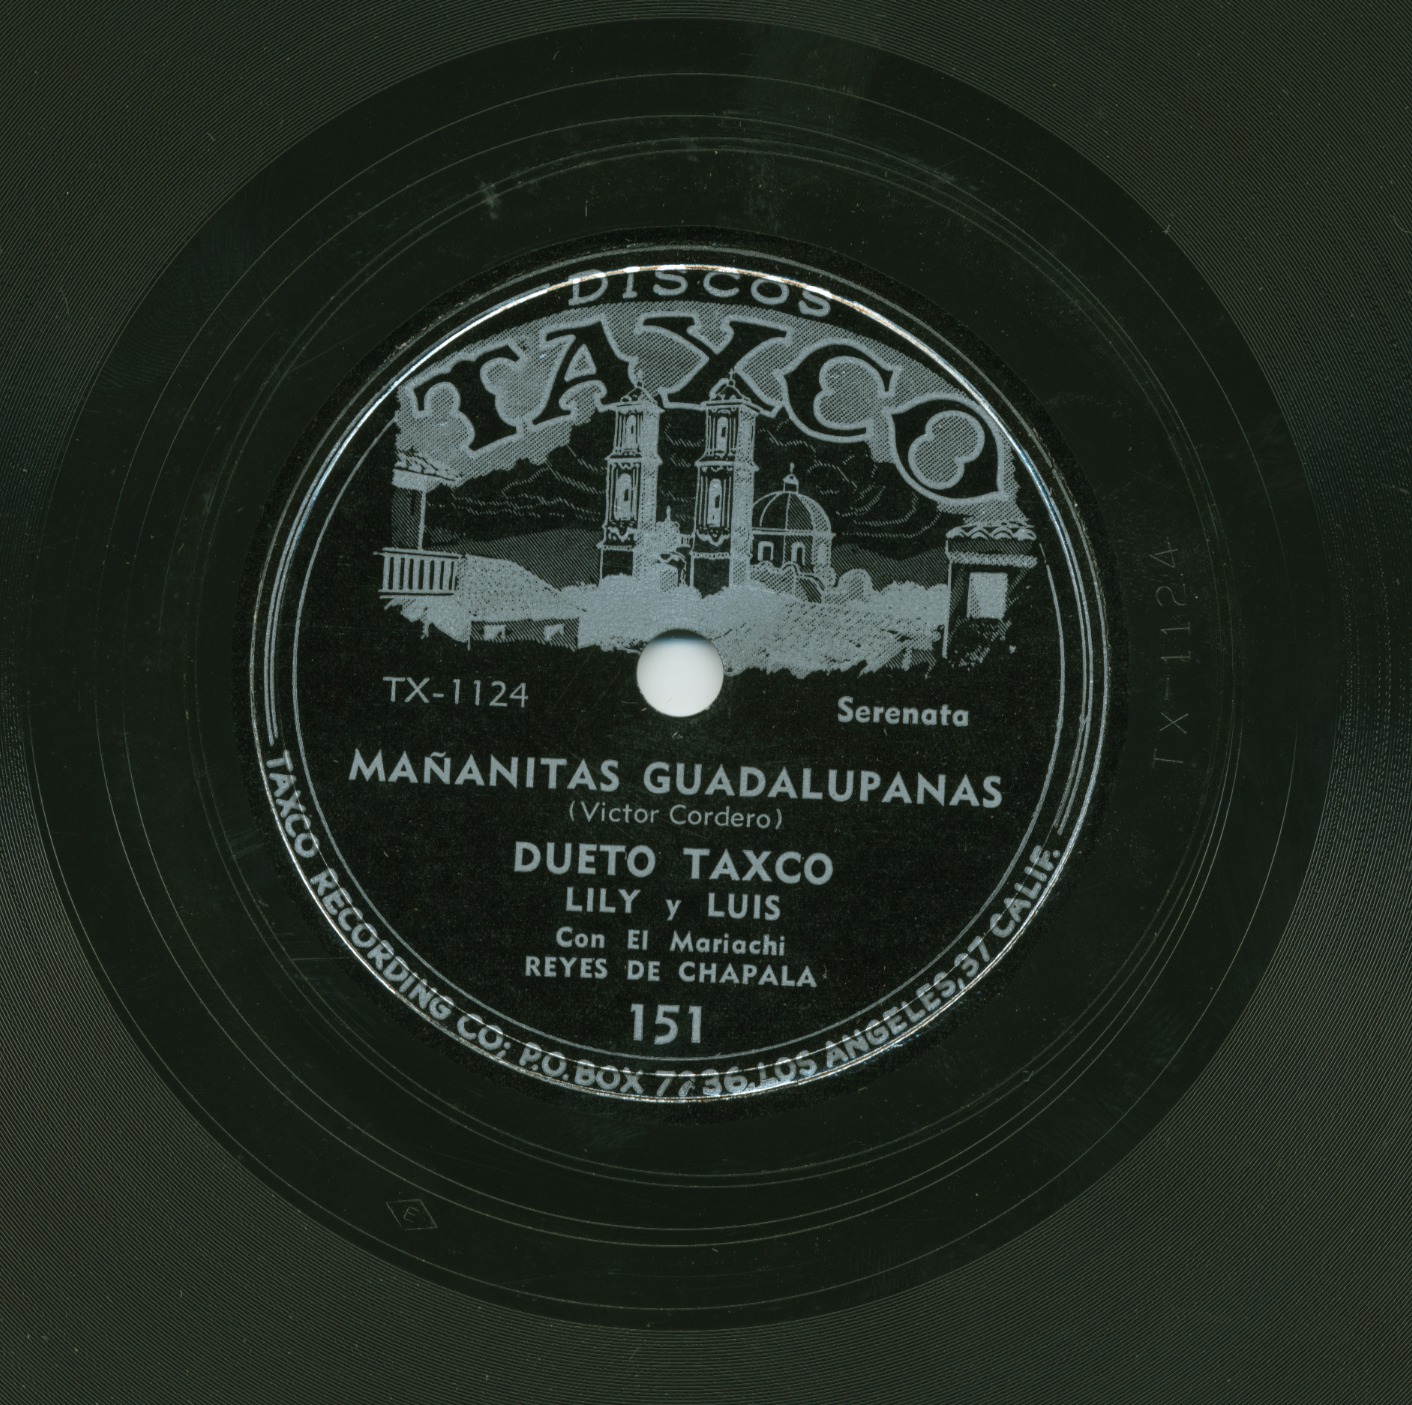 DISCOS
TAXCO
TX-1124
Serenata
MAÑANITAS GUADALUPANAS
(Victor Cordero)
DUETO TAXCO
LILY y LUIS
Con El Mariachi
REYES DE CHAPALA
151
TAXCO RECORDING CO; P.O. BOX 7236, LOS ANGELES, 37 CALIF.
TX-1124
E